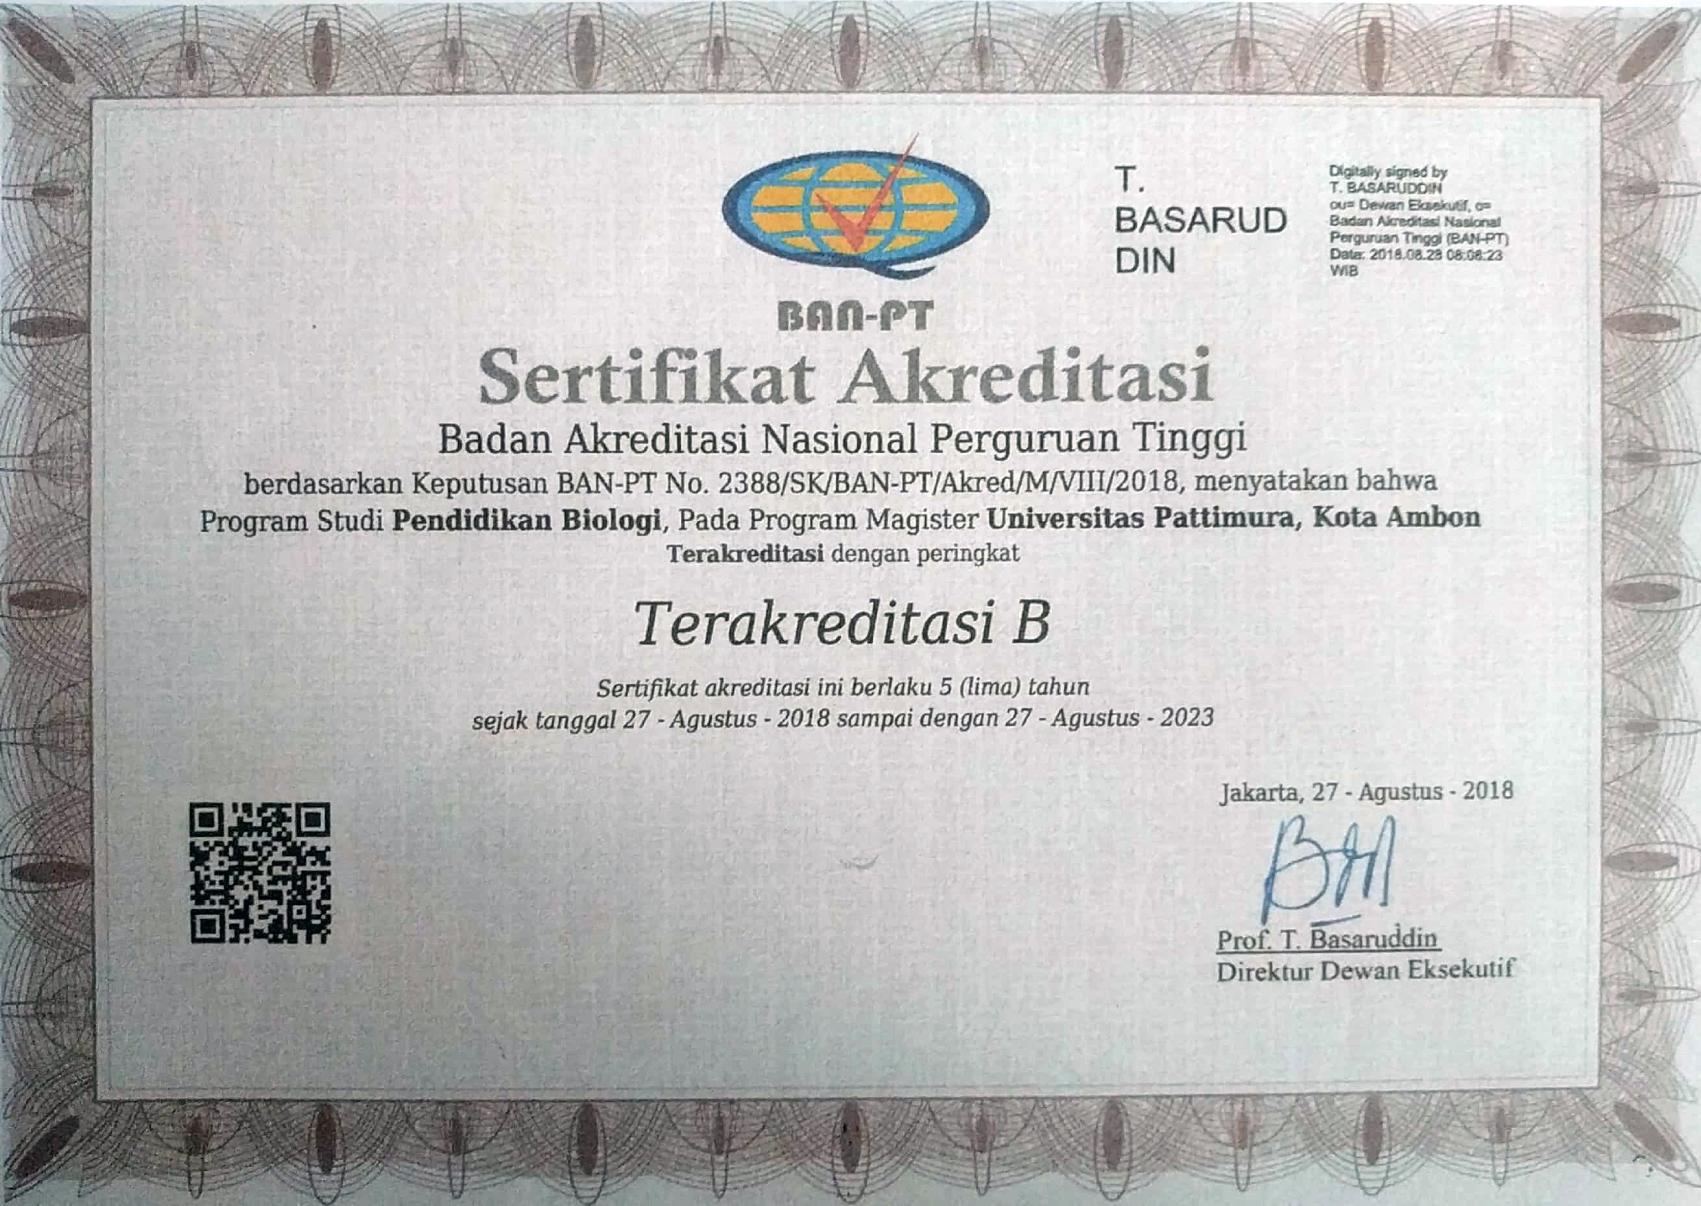 T.
BASARUD
DIN
Digitally signed by
T. BASARUDDIN
ou= Dewan Eksekutif, o=
Badan Akreditasi Nasional
Perguruan Tinggi (BAN-PT)
Date: 2018.08.28 08:08:23
WIB
BAN-PT
Sertifikat Akreditasi
Badan Akreditasi Nasional Perguruan Tinggi
berdasarkan Keputusan BAN-PT No. 2388/SK/BAN-PT/Akred/M/VIII/2018, menyatakan bahwa
Program Studi Pendidikan Biologi, Pada Program Magister Universitas Pattimura, Kota Ambon
Terakreditasi dengan peringkat
Terakreditasi B
Sertifikat akreditasi ini berlaku 5 (lima) tahun
sejak tanggal 27 - Agustus - 2018 sampai dengan 27 - Agustus - 2023
Jakarta, 27 - Agustus - 2018
Prof. T. Basaruddin
Direktur Dewan Eksekutif